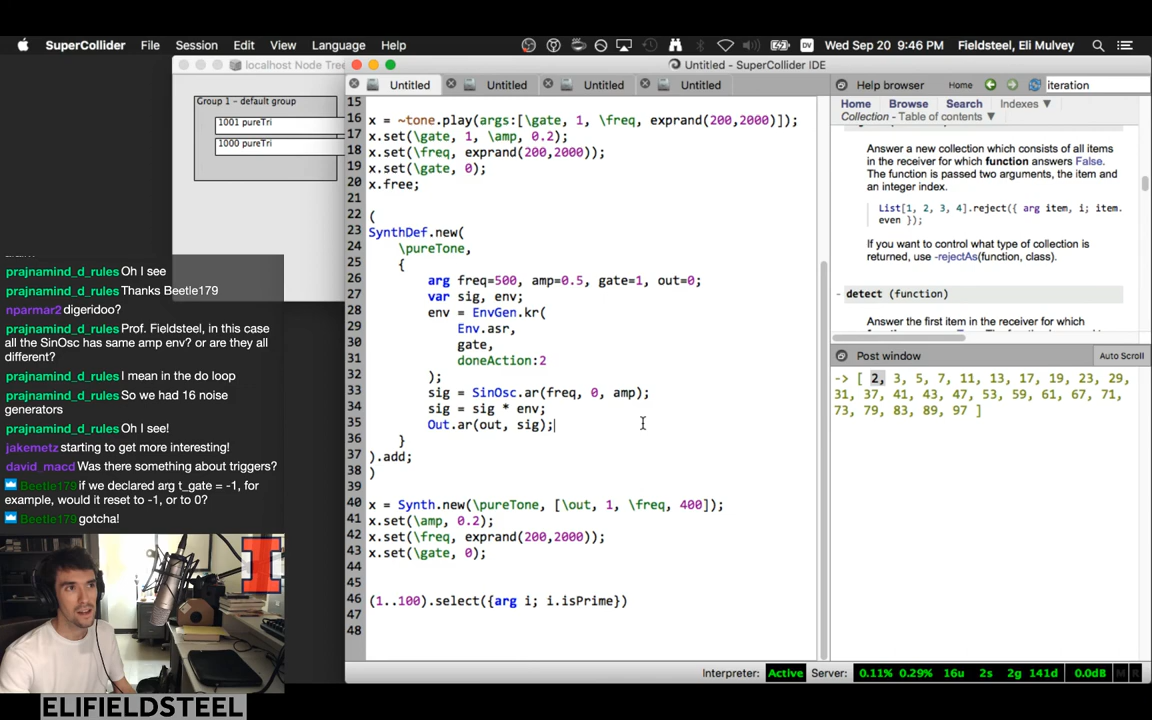 SuperCollider File Session Edit View Language Help
Wed Sep 20 9:46 PM Fieldsteel, Eli Mulvey
localhost Node Tree
Group 1 - default group
1001 pureTri
1000 pureTri
Untitled - SuperCollider IDE
Untitled Untitled Untitled Untitled
15
16 x = ~tone.play(args:[\gate, 1, \freq, exprand(200,2000)]);
17 x.set(\gate, 1, \amp, 0.2);
18 x.set(\freq, exprand(200,2000));
19 x.set(\gate, 0);
20 x.free;
21
22 (
23 SynthDef.new(
24 \pureTone,
25 {
26 arg freq=500, amp=0.5, gate=1, out=0;
27 var sig, env;
28 env = EnvGen.kr(
29 Env.asr,
30 gate,
31 doneAction:2
32 );
33 sig = SinOsc.ar(freq, 0, amp);
34 sig = sig * env;
35 Out.ar(out, sig);
36 }
37 ).add;
38 )
39
40 x = Synth.new(\pureTone, [\out, 1, \freq, 400]);
41 x.set(\amp, 0.2);
42 x.set(\freq, exprand(200,2000));
43 x.set(\gate, 0);
44
45
46 (1..100).select({arg i; i.isPrime})
47
48
Help browser Home iteration
Home Browse Search Indexes ▼
Collection - Table of contents ▼
Answer a new collection which consists of all items
in the receiver for which function answers False.
The function is passed two arguments, the item and
an integer index.
List[1, 2, 3, 4].reject({ arg item, i; item.
even });
If you want to control what type of collection is
returned, use -rejectAs(function, class).
- detect (function)
Answer the first item in the receiver for which
Post window Auto Scroll
-> [ 2, 3, 5, 7, 11, 13, 17, 19, 23, 29,
31, 37, 41, 43, 47, 53, 59, 61, 67, 71,
73, 79, 83, 89, 97 ]
Interpreter: Active Server: 0.11% 0.29% 16u 2s 2g 141d 0.0dB M R
prajnamind_d_rules Oh I see
prajnamind_d_rules Thanks Beetle179
nparmar2 digeridoo?
prajnamind_d_rules Prof. Fieldsteel, in this case
all the SinOsc has same amp env? or are they all
different?
prajnamind_d_rules I mean in the do loop
prajnamind_d_rules So we had 16 noise
generators
prajnamind_d_rules Oh I see!
jakemetz starting to get more interesting!
david_macd Was there something about triggers?
Beetle179 if we declared arg t_gate = -1, for
example, would it reset to -1, or to 0?
Beetle179 gotcha!
ELIFIELDSTEEL